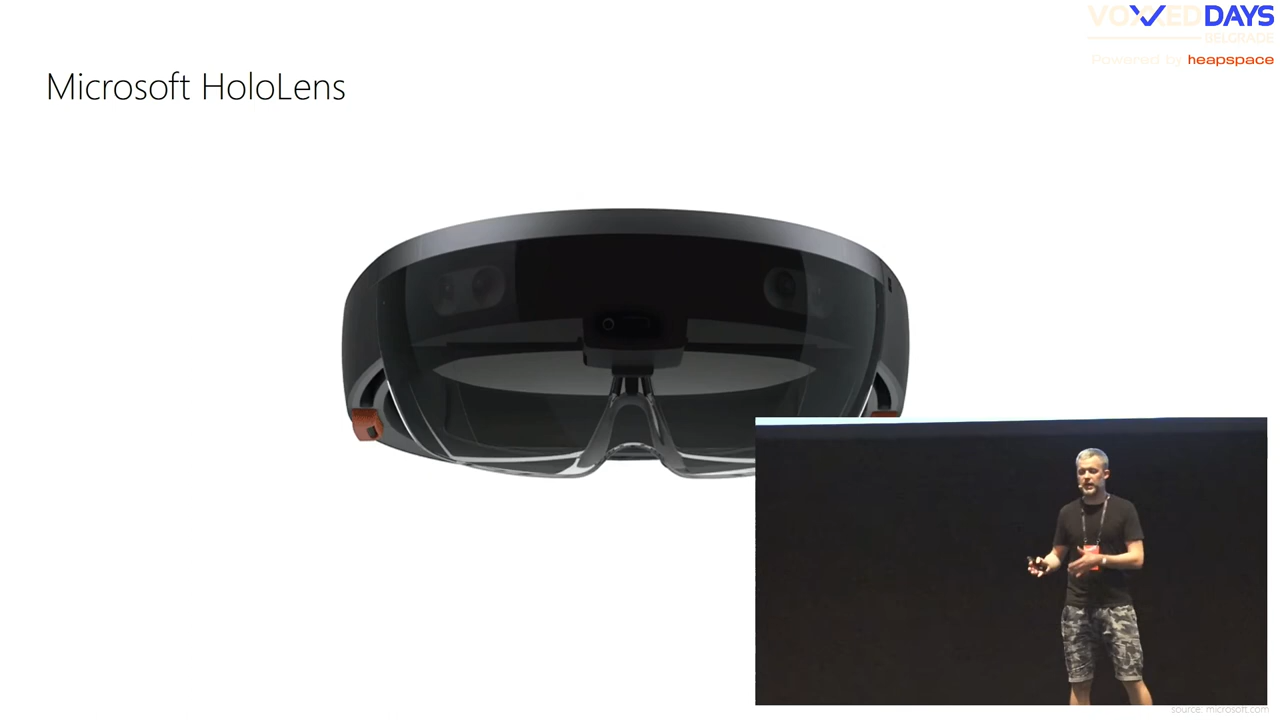 VOXXED DAYS
BELGRADE
Powered by heapspace
Microsoft HoloLens
source: microsoft.com